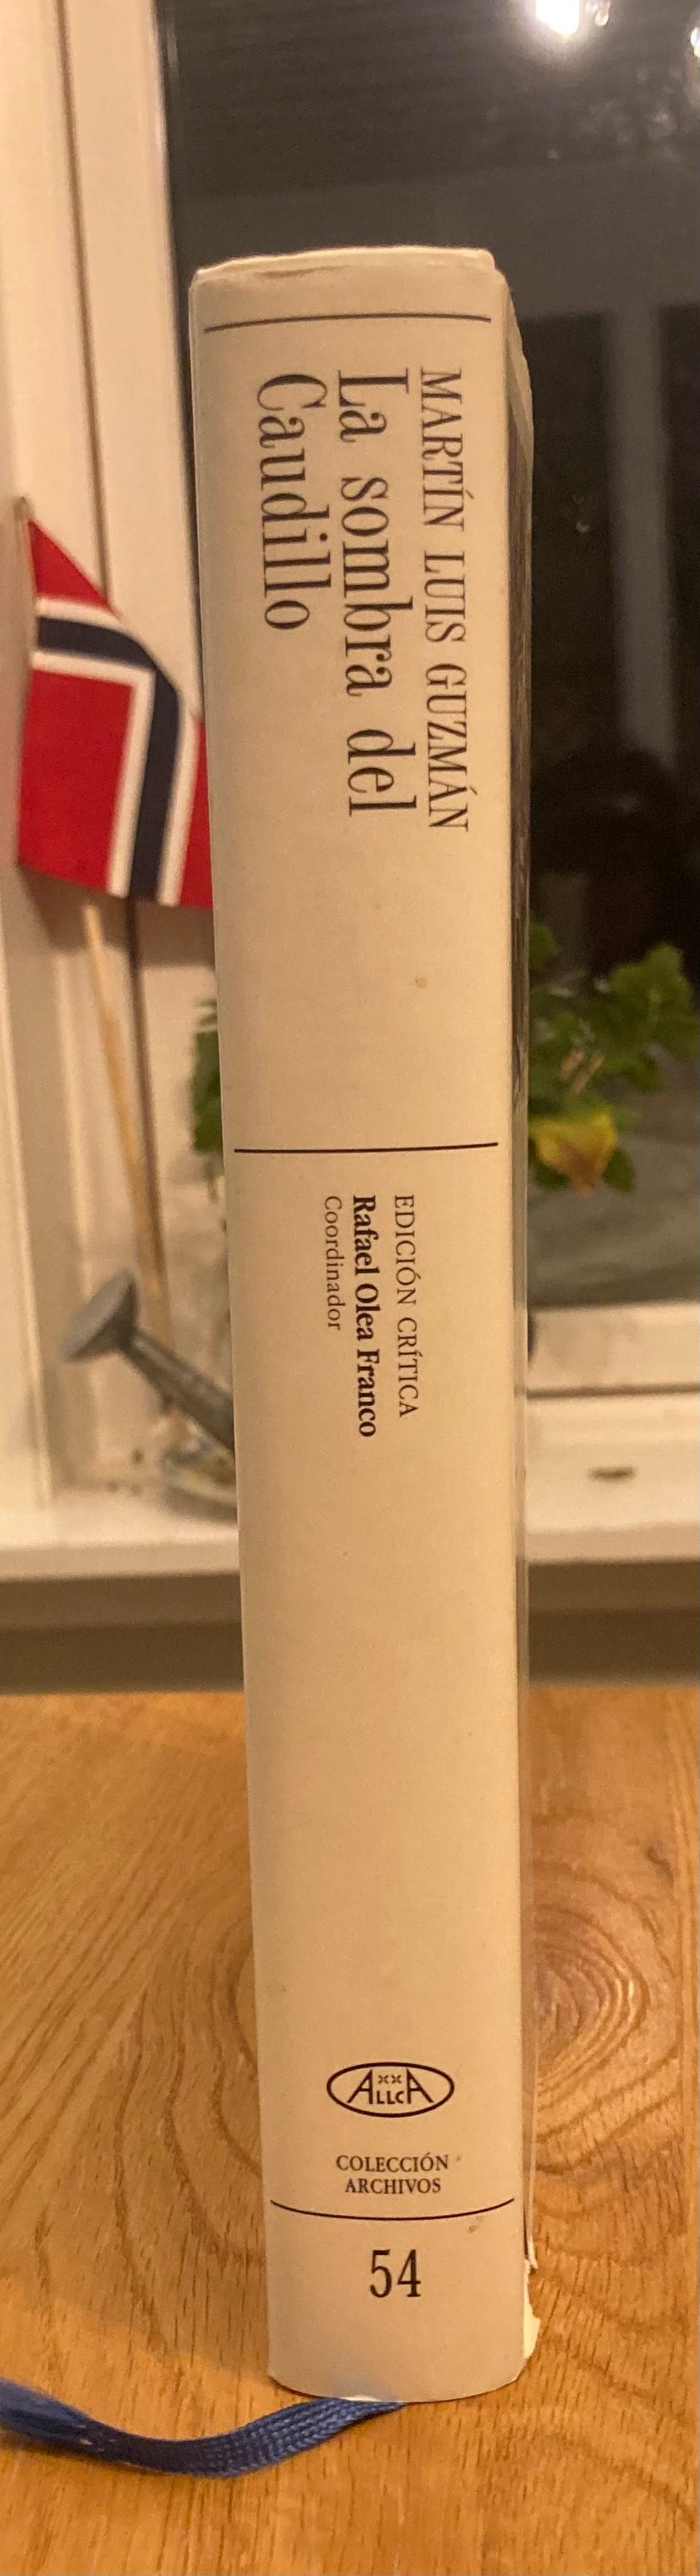 MARTÍN LUIS GUZMÁN
La sombra del
Caudillo
EDICIÓN CRÍTICA
Rafael Olea Franco
Coordinador
ALLCA XX
COLECCIÓN
ARCHIVOS
54